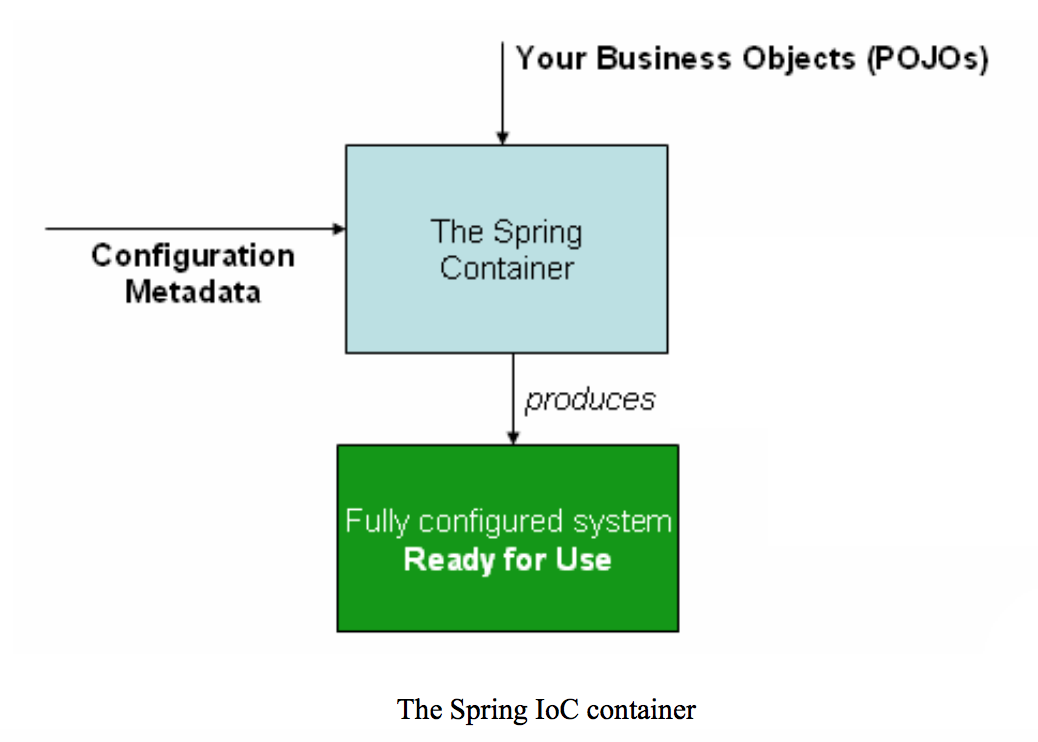 Your Business Objects (POJOs)
The Spring
Container
Configuration
Metadata
produces
Fully configured system
Ready for Use
The Spring IoC container